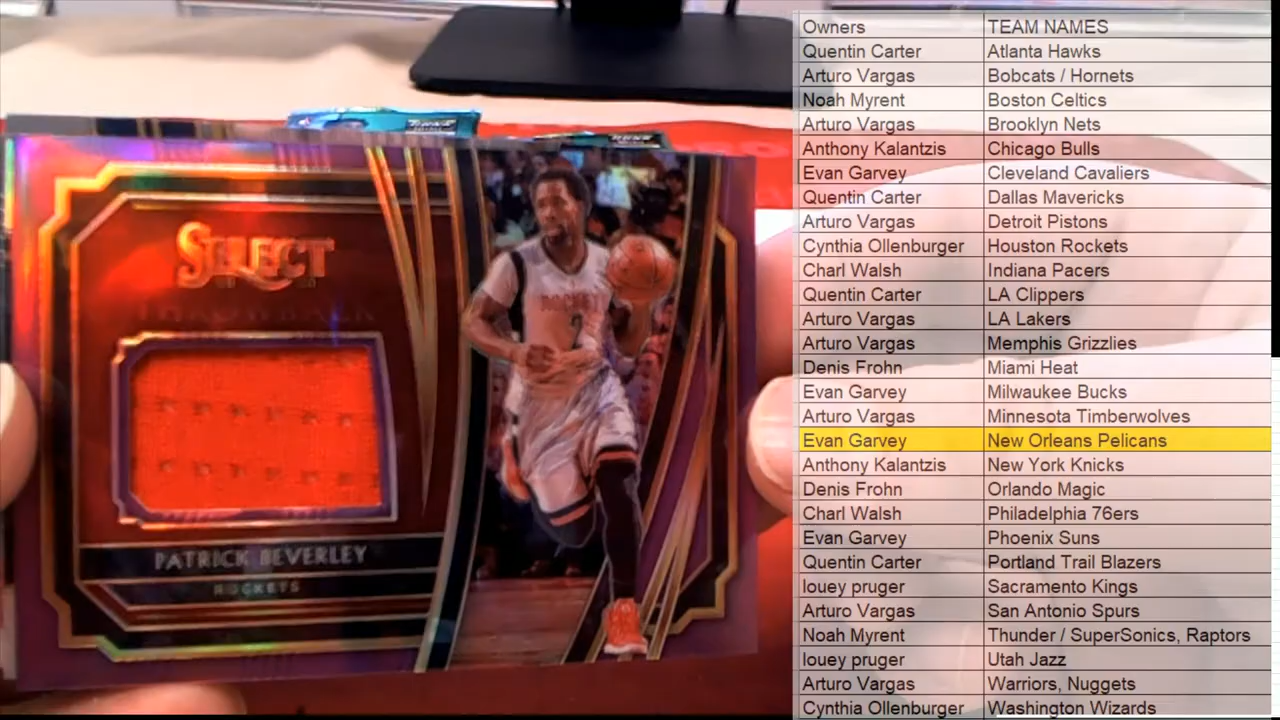 SELECT
THROWBACK
ROCKETS
2
PATRICK BEVERLEY
ROCKETS
Owners TEAM NAMES
Quentin Carter Atlanta Hawks
Arturo Vargas Bobcats / Hornets
Noah Myrent Boston Celtics
Arturo Vargas Brooklyn Nets
Anthony Kalantzis Chicago Bulls
Evan Garvey Cleveland Cavaliers
Quentin Carter Dallas Mavericks
Arturo Vargas Detroit Pistons
Cynthia Ollenburger Houston Rockets
Charl Walsh Indiana Pacers
Quentin Carter LA Clippers
Arturo Vargas LA Lakers
Arturo Vargas Memphis Grizzlies
Denis Frohn Miami Heat
Evan Garvey Milwaukee Bucks
Arturo Vargas Minnesota Timberwolves
Evan Garvey New Orleans Pelicans
Anthony Kalantzis New York Knicks
Denis Frohn Orlando Magic
Charl Walsh Philadelphia 76ers
Evan Garvey Phoenix Suns
Quentin Carter Portland Trail Blazers
louey pruger Sacramento Kings
Arturo Vargas San Antonio Spurs
Noah Myrent Thunder / SuperSonics, Raptors
louey pruger Utah Jazz
Arturo Vargas Warriors, Nuggets
Cynthia Ollenburger Washington Wizards